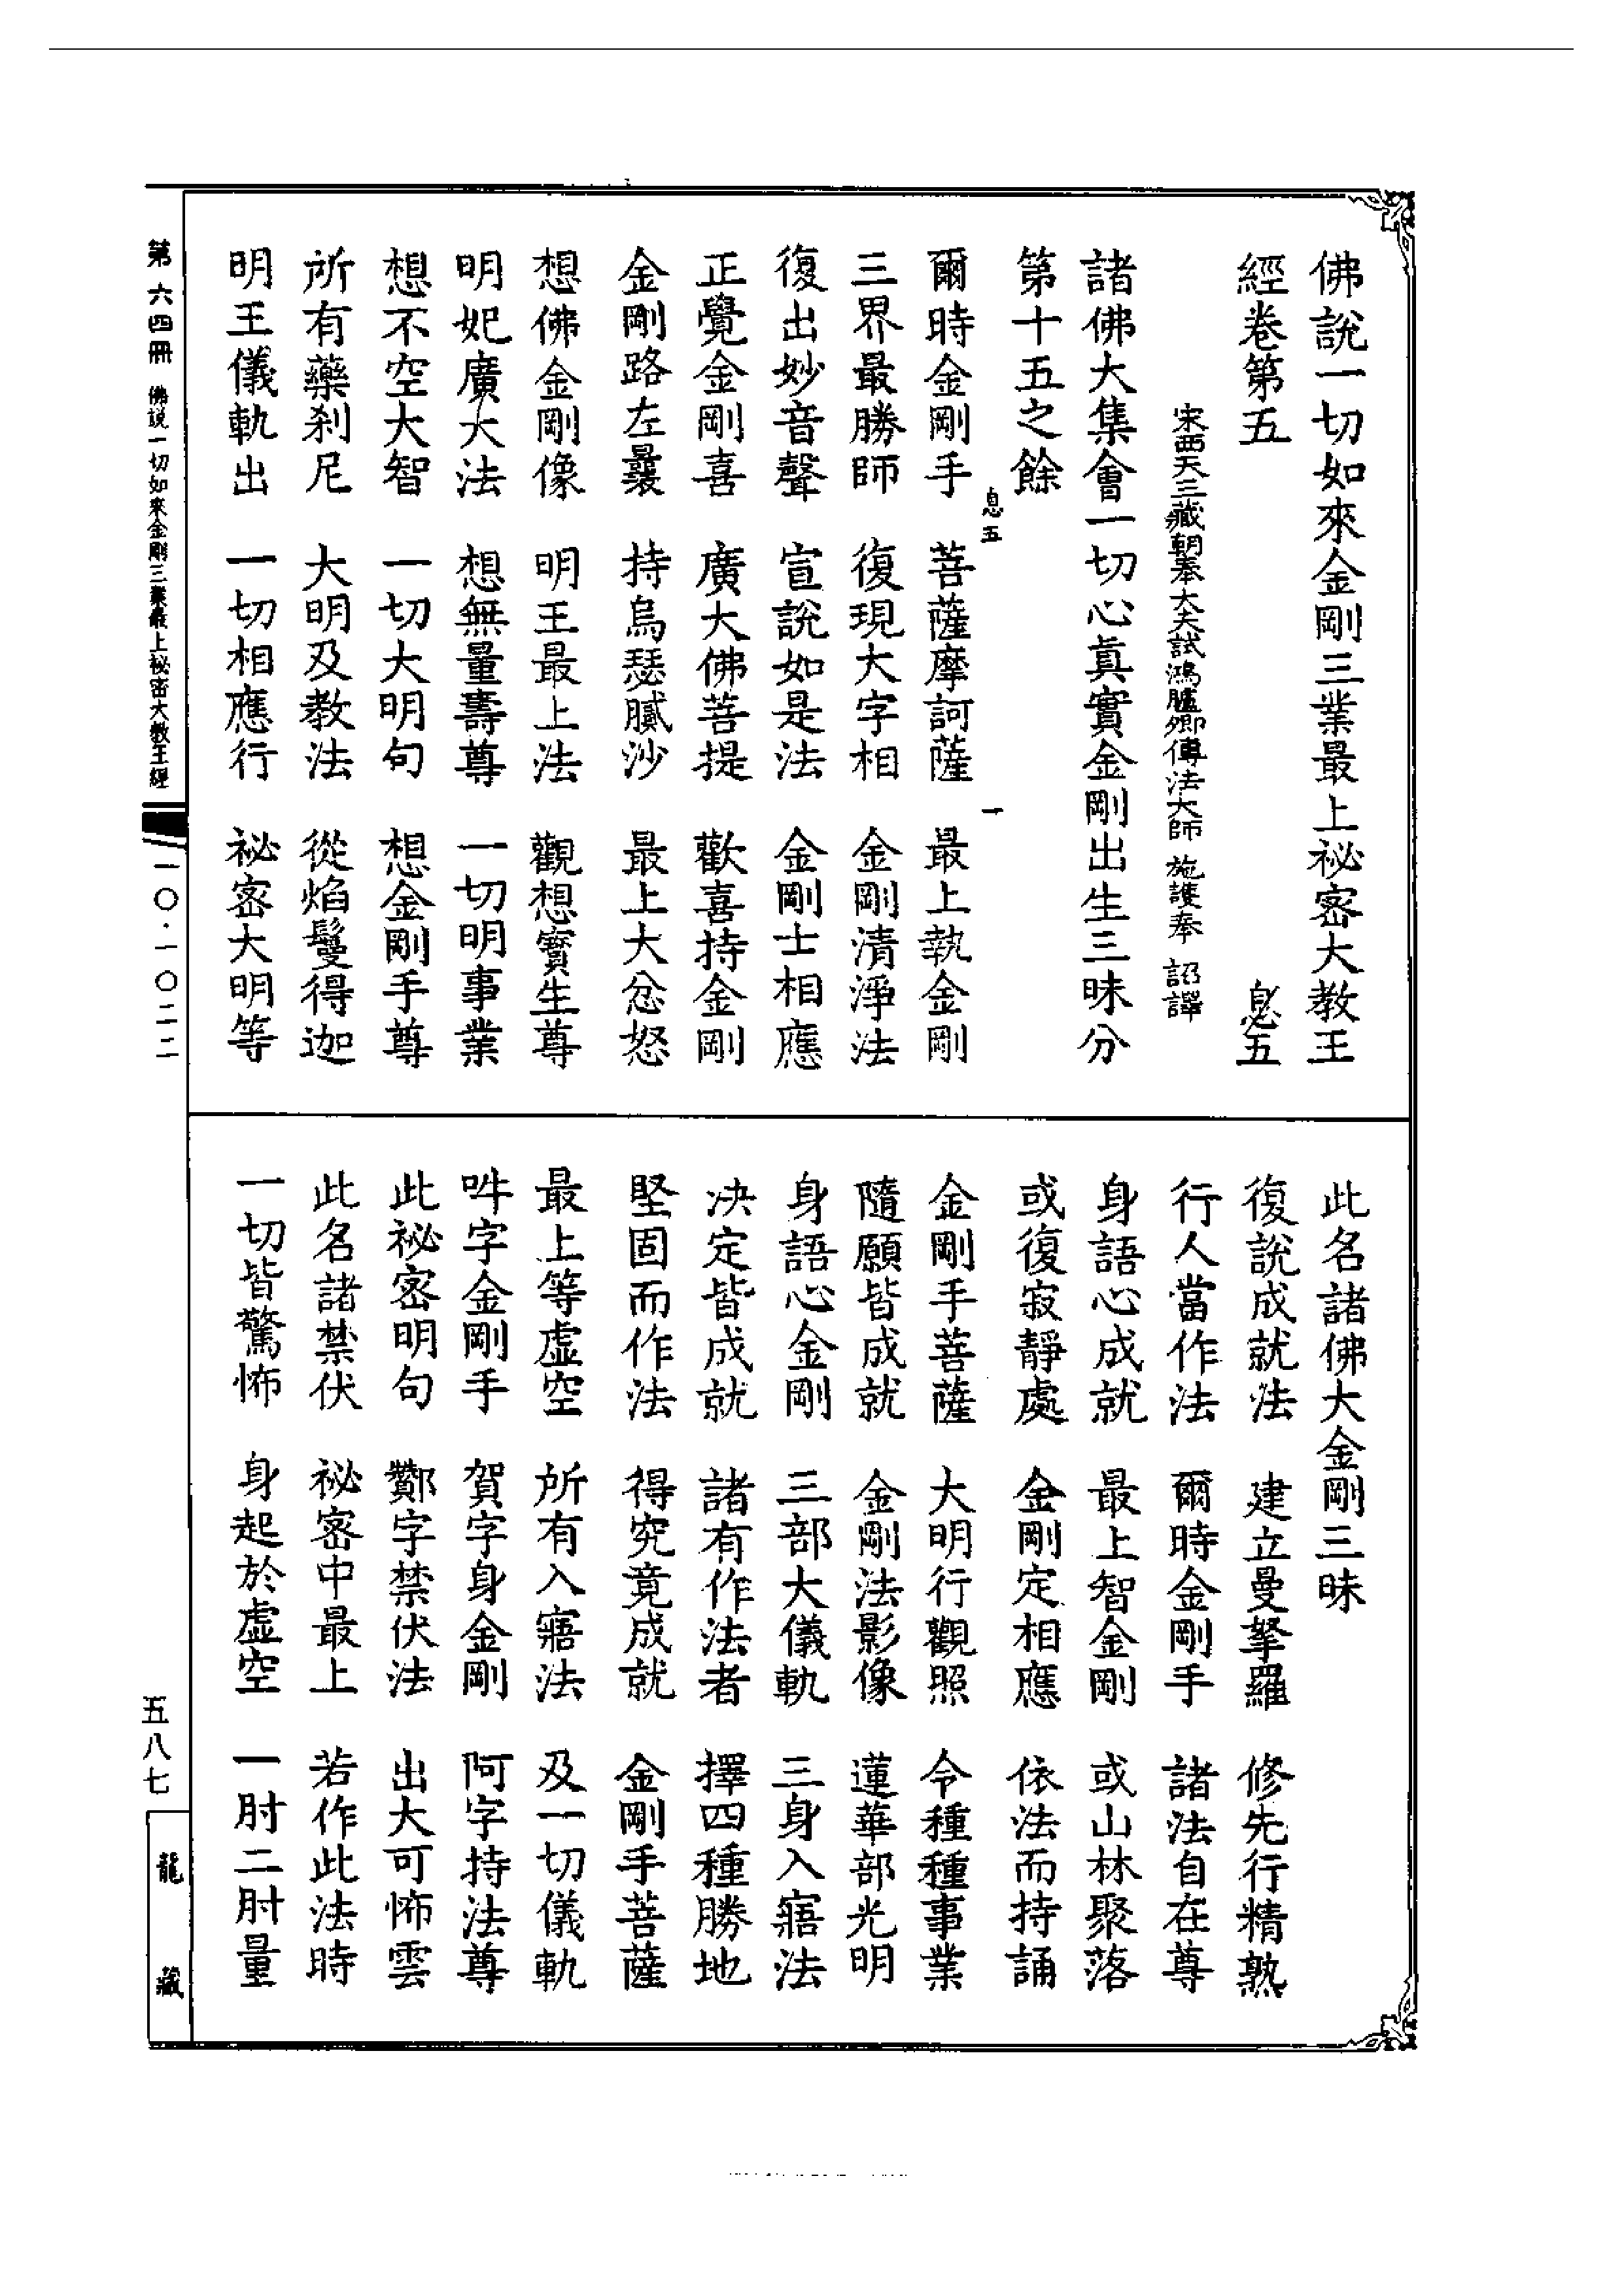 佛說一切如來金剛三業最上祕密大教王
經卷第五 息五
宋西天三藏朝奉大夫試鴻臚卿傳法大師 施護奉 詔譯
諸佛大集會一切心真實金剛出生三昧分
第十五之餘
息五 一
爾時金剛手 菩薩摩訶薩 最上執金剛
三界最勝師 復現大字相 金剛清淨法
復出妙音聲 宣說如是法 金剛士相應
正覺金剛喜 廣大佛菩提 歡喜持金剛
金剛路左曩 持烏瑟膩沙 最上大忿怒
想佛金剛像 明王最上法 觀想寶生尊
明妃廣大法 想無量壽尊 一切明事業
想不空大智 一切大明句 想金剛手尊
所有藥剎尼 大明及教法 從焰鬘得迦
明王儀軌出 一切相應行 祕密大明等
此名諸佛大金剛三昧
復說成就法 建立曼拏羅 修先行精熟
行人當作法 爾時金剛手 諸法自在尊
身語心成就 最上智金剛 或山林聚落
或復寂靜處 金剛定相應 依法而持誦
金剛手菩薩 大明行觀照 令種種事業
隨願皆成就 金剛法影像 蓮華部光明
身語心金剛 三部大儀軌 三身入寤法
决定皆成就 諸有作法者 擇四種勝地
堅固而作法 得究竟成就 金剛手菩薩
最上等虛空 所有入寤法 及一切儀軌
吽字金剛手 賀字身金剛 阿字持法尊
此祕密明句 酇字禁伏法 出大可怖雲
此名諸禁伏 祕密中最上 若作此法時
一切皆驚怖 身起於虛空 一肘二肘量
第六四冊 佛說一切如來金剛三業最上祕密大教王經
一〇·一〇二二
五八七
龍藏